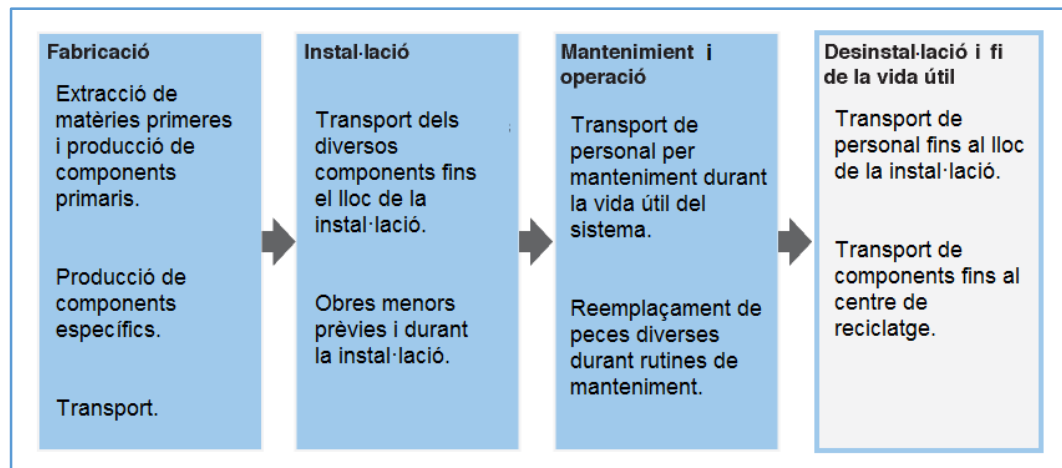 Fabricació
Extracció de
matèries primeres
i producció de
components
primaris.
Producció de
components
específics.
Transport.
Instal·lació
Transport dels
diversos
components fins
el lloc de la
instal·lació.
Obres menors
prèvies i durant
la instal·lació.
Mantenimient i
operació
Transport de
personal per
manteniment durant
la vida útil del
sistema.
Reemplaçament de
peces diverses
durant rutines de
manteniment.
Desinstal·lació i fi
de la vida útil
Transport de
personal fins al lloc
de la instal·lació.
Transport de
components fins al
centre de
reciclatge.